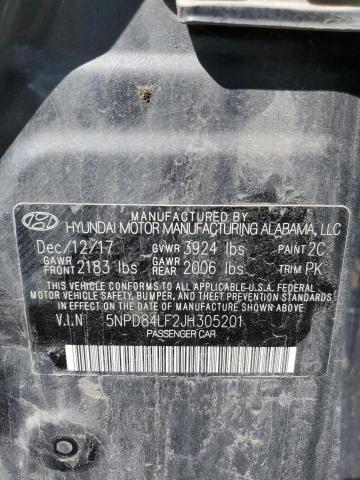 MANUFACTURED BY
HYUNDAI MOTOR MANUFACTURING ALABAMA, LLC
Dec/12/17 GVWR 3924 lbs PAINT 2C
GAWR FRONT 2183 lbs GAWR REAR 2006 lbs TRIM PK
THIS VEHICLE CONFORMS TO ALL APPLICABLE U.S.A. FEDERAL
MOTOR VEHICLE SAFETY, BUMPER, AND THEFT PREVENTION STANDARDS
IN EFFECT ON THE DATE OF MANUFACTURE SHOWN ABOVE.
V.I.N 5NPD84LF2JH305201
PASSENGER CAR